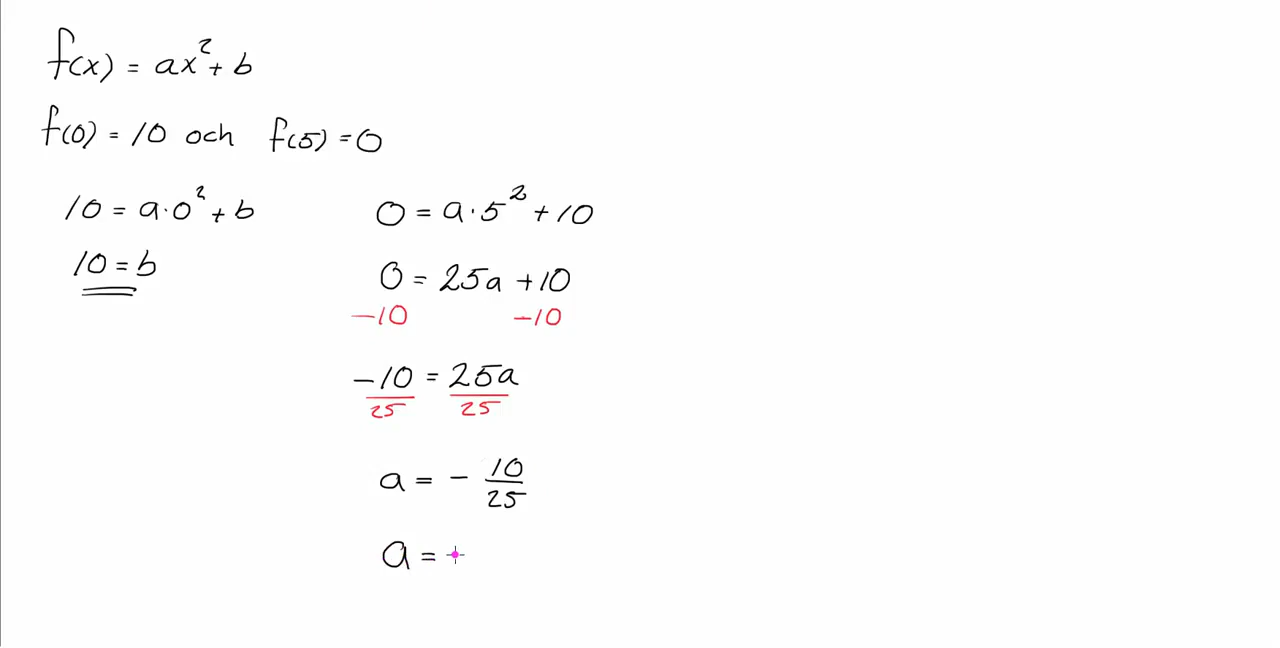 f(x) = ax² + b
f(0) = 10 och f(5) = 0
10 = a·0² + b
10 = b
0 = a·5² + 10
0 = 25a + 10
-10 -10
-10 = 25a
25 25
a = - 10/25
a =